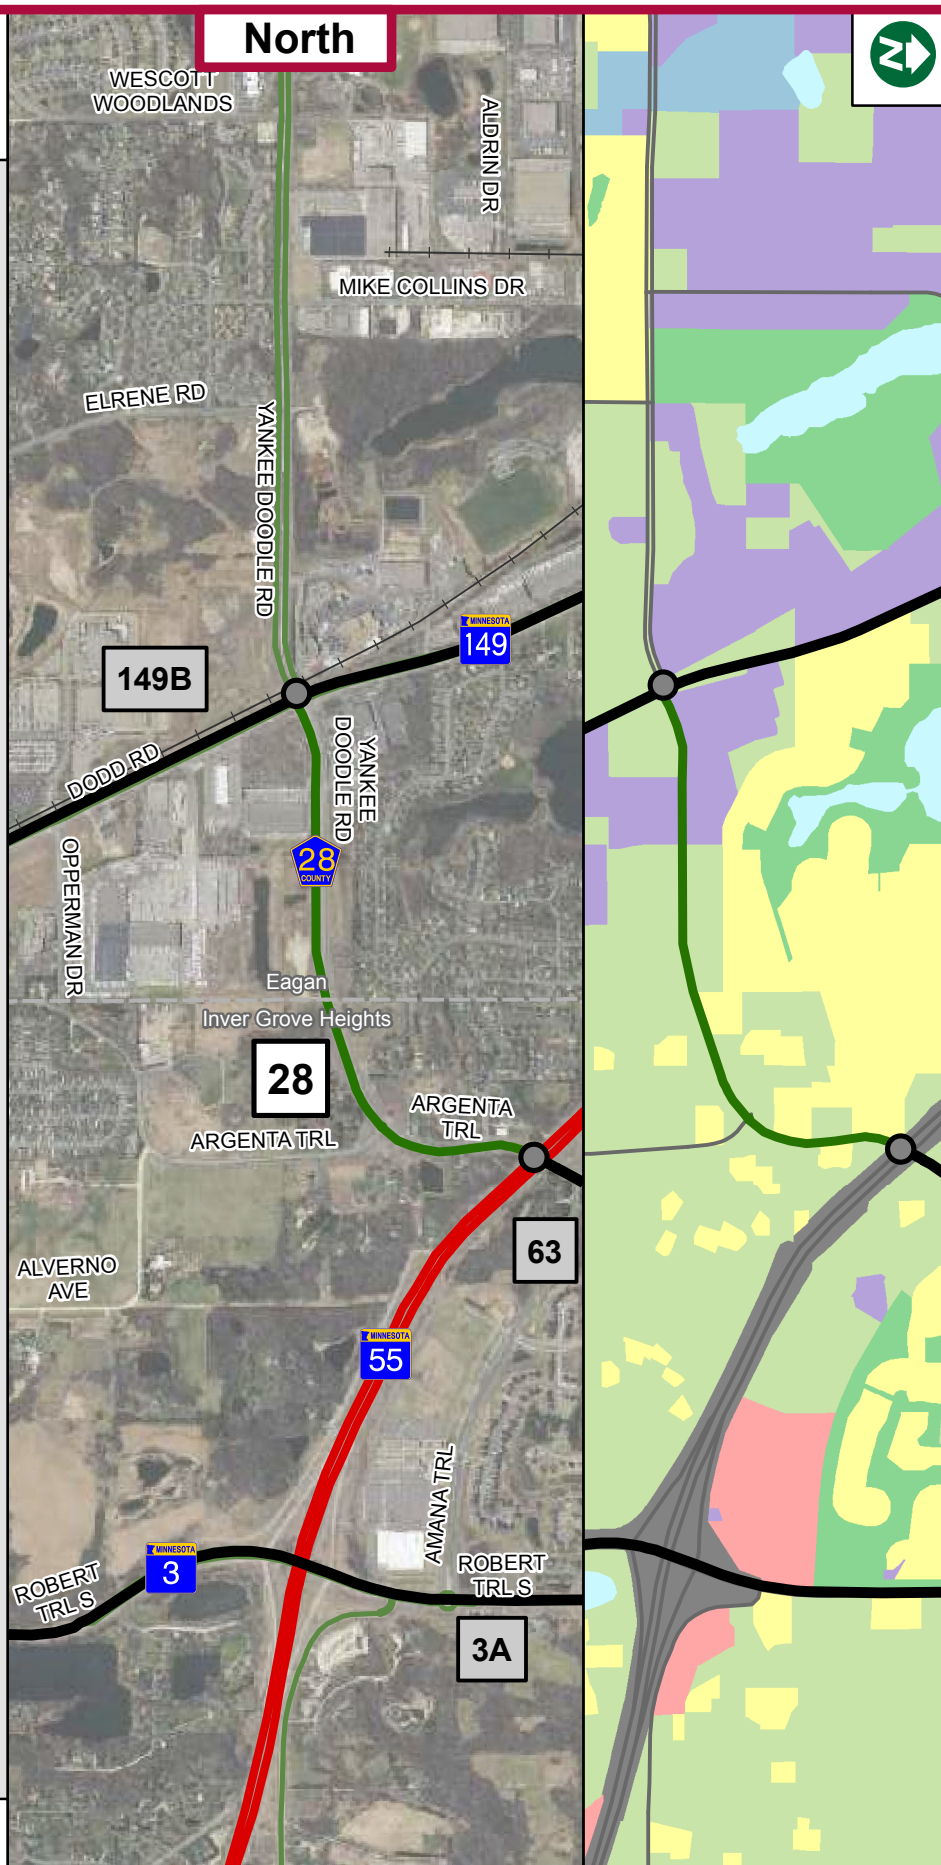 North
N
WESCOTT
WOODLANDS
ALDRIN DR
MIKE COLLINS DR
ELRENE RD
YANKEE DOODLE RD
MINNESOTA
149
149B
DODD RD
YANKEE
DOODLE RD
28
COUNTY
OPPERMAN DR
Eagan
Inver Grove Heights
28
ARGENTA
TRL
ARGENTA TRL
63
ALVERNO
AVE
MINNESOTA
55
AMANA TRL
MINNESOTA
3
ROBERT
TRL S
ROBERT
TRL S
3A